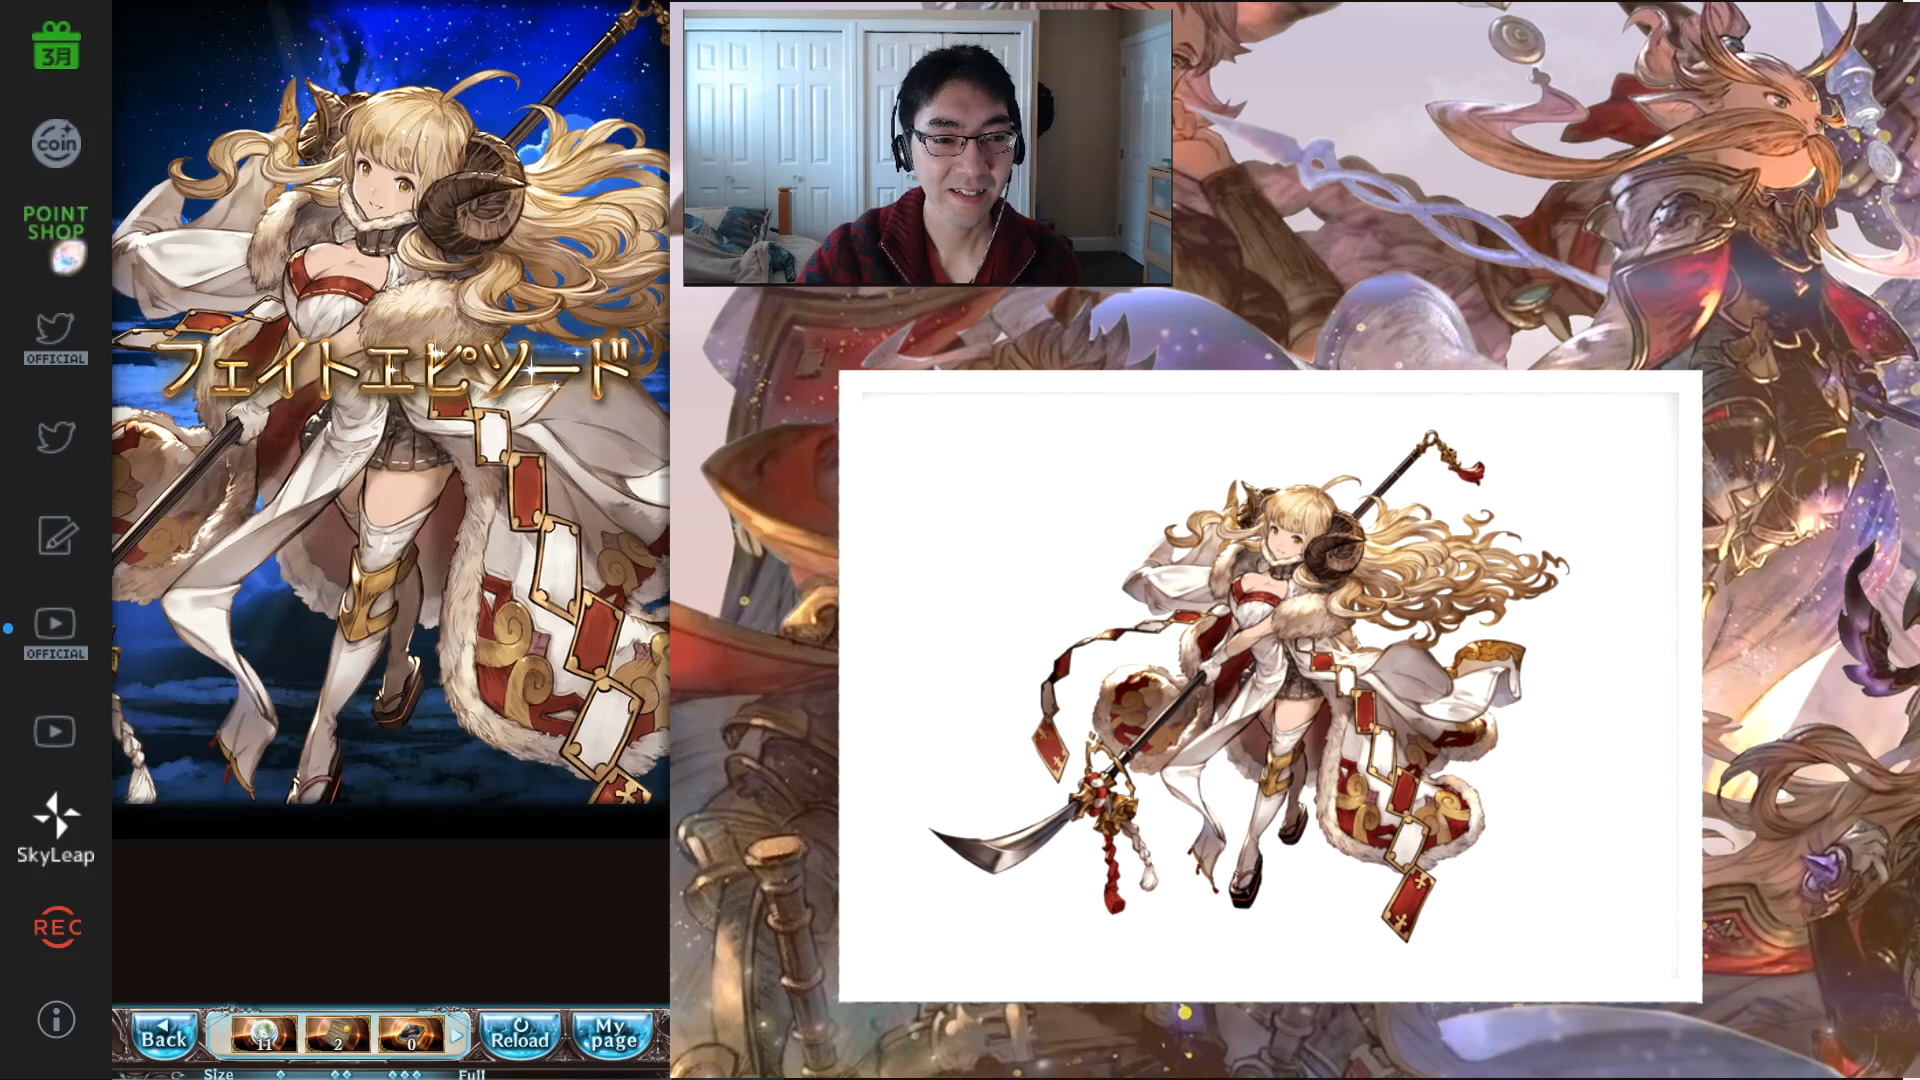 3月
coin
POINT
SHOP
OFFICIAL
OFFICIAL
SkyLeap
REC
フェイトエピソード
Back
11
2
0
Reload
My
page
Size
Full